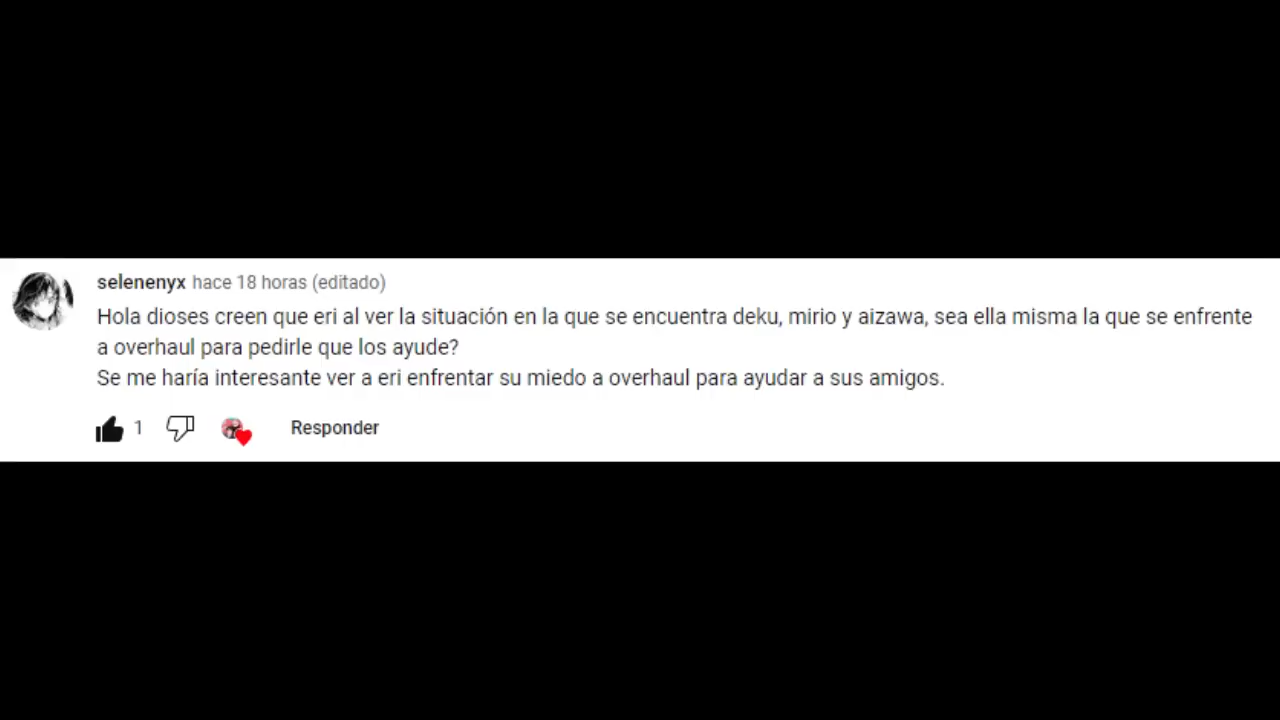 selenenyx hace 18 horas (editado)
Hola dioses creen que eri al ver la situación en la que se encuentra deku, mirio y aizawa, sea ella misma la que se enfrente
a overhaul para pedirle que los ayude?
Se me haría interesante ver a eri enfrentar su miedo a overhaul para ayudar a sus amigos.
1 Responder